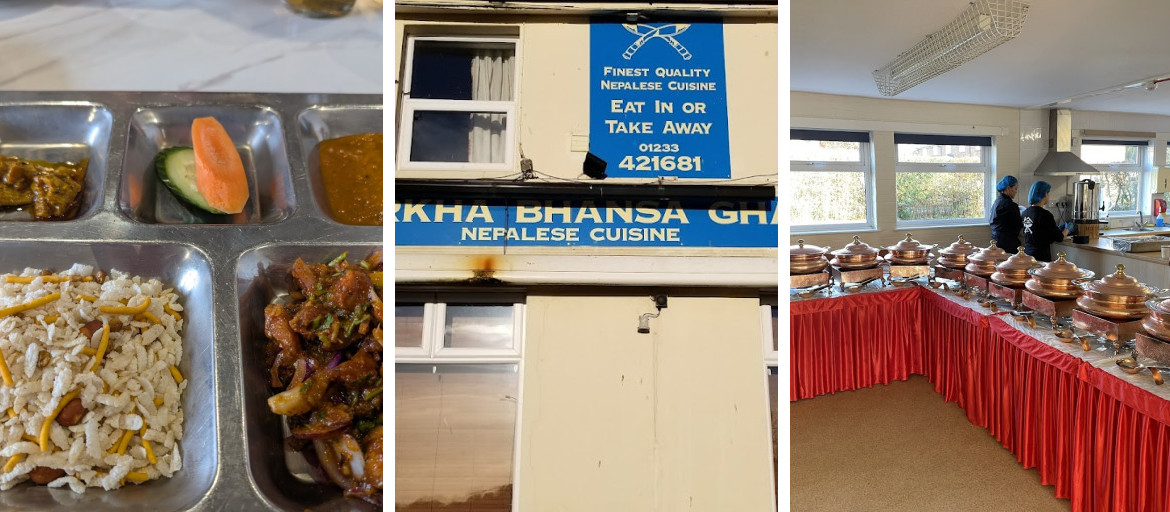 FINEST QUALITY
NEPALESE CUISINE
EAT IN OR
TAKE AWAY
01233
421681
RKHA BHANSA GHA
NEPALESE CUISINE